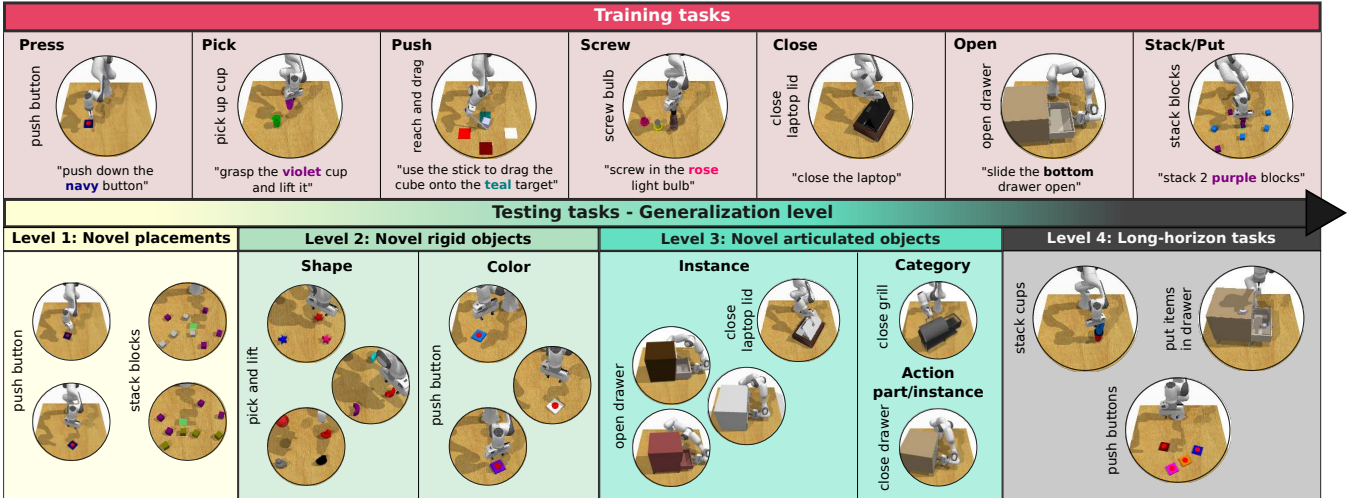 Training tasks
Press
push button
"push down the
navy button"
Pick
pick up cup
"grasp the violet cup
and lift it"
Push
reach and drag
"use the stick to drag the
cube onto the teal target"
Screw
screw bulb
"screw in the rose
light bulb"
Close
close
laptop lid
"close the laptop"
Open
open drawer
"slide the bottom
drawer open"
Stack/Put
stack blocks
"stack 2 purple blocks"
Testing tasks - Generalization level
Level 1: Novel placements
push button
stack blocks
Level 2: Novel rigid objects
Shape
pick and lift
Color
push button
Level 3: Novel articulated objects
Instance
open drawer
close
laptop lid
Category
close grill
Action
part/instance
close drawer
Level 4: Long-horizon tasks
stack cups
put items
in drawer
push buttons